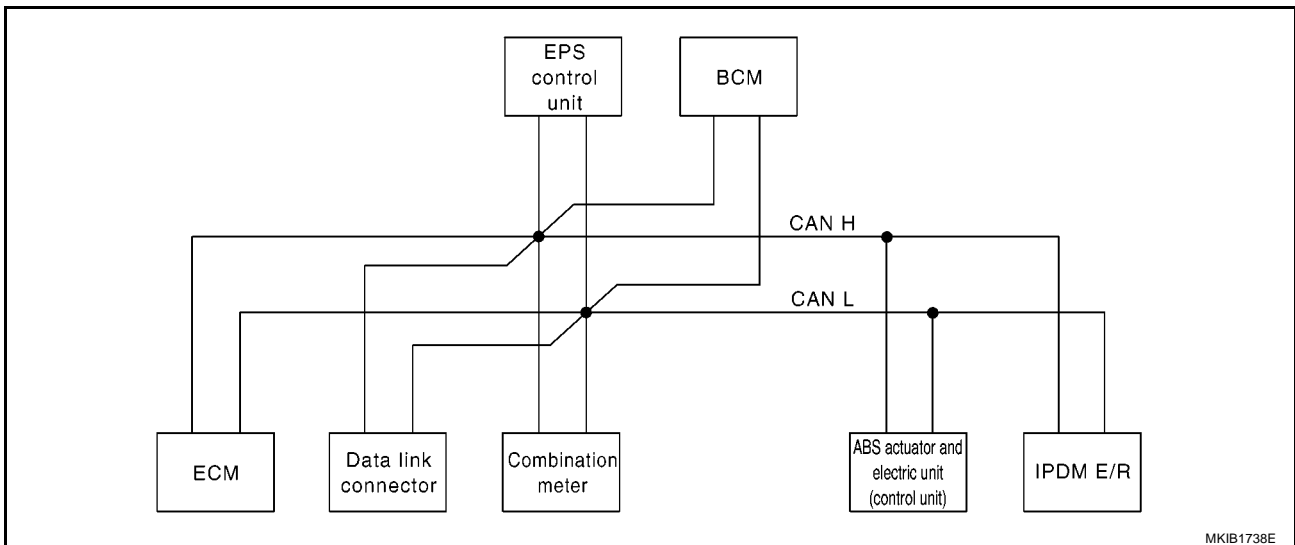 EPS
control
unit
BCM
CAN H
CAN L
ECM
Data link
connector
Combination
meter
ABS actuator and
electric unit
(control unit)
IPDM E/R
MKIB1738E